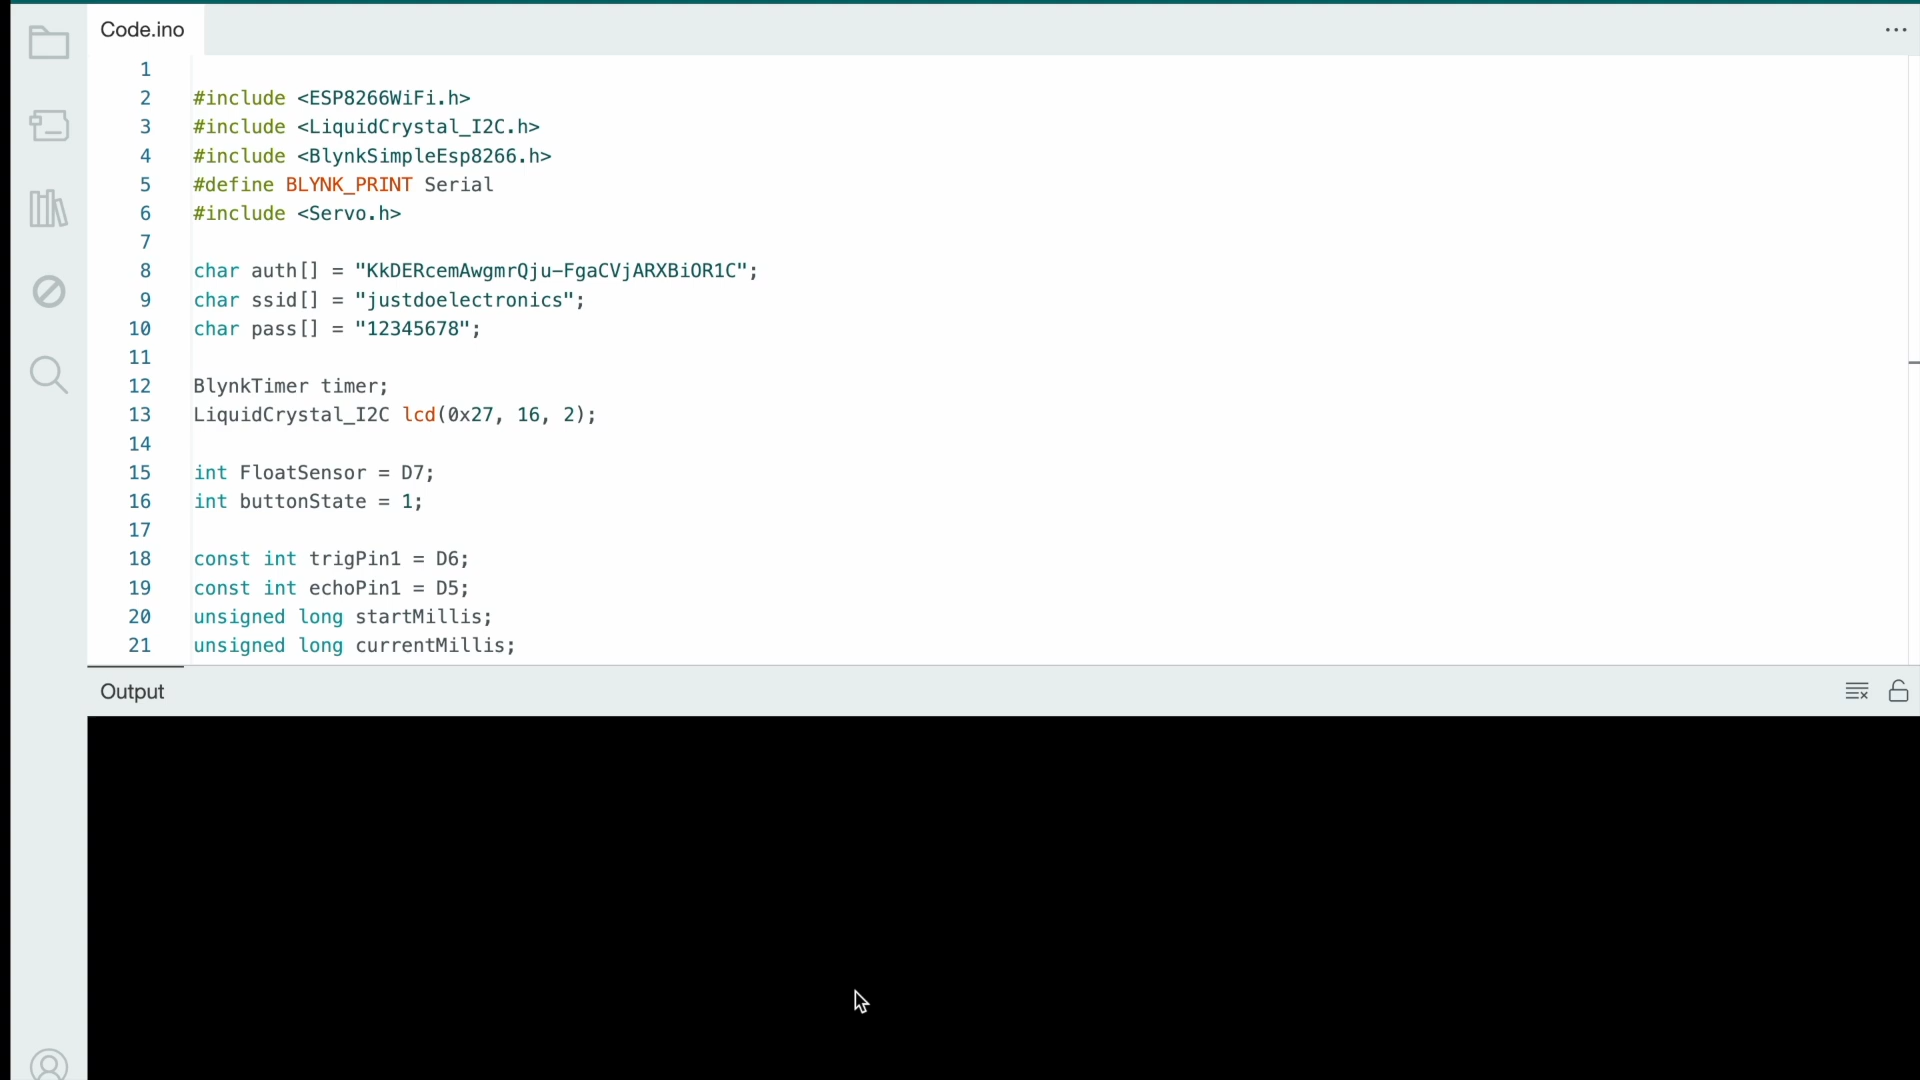 Code.ino
1
2 #include <ESP8266WiFi.h>
3 #include <LiquidCrystal_I2C.h>
4 #include <BlynkSimpleEsp8266.h>
5 #define BLYNK_PRINT Serial
6 #include <Servo.h>
7
8 char auth[] = "KkDERcemAwgmrQju-FgaCVjARXBiOR1C";
9 char ssid[] = "justdoelectronics";
10 char pass[] = "12345678";
11
12 BlynkTimer timer;
13 LiquidCrystal_I2C lcd(0x27, 16, 2);
14
15 int FloatSensor = D7;
16 int buttonState = 1;
17
18 const int trigPin1 = D6;
19 const int echoPin1 = D5;
20 unsigned long startMillis;
21 unsigned long currentMillis;
Output